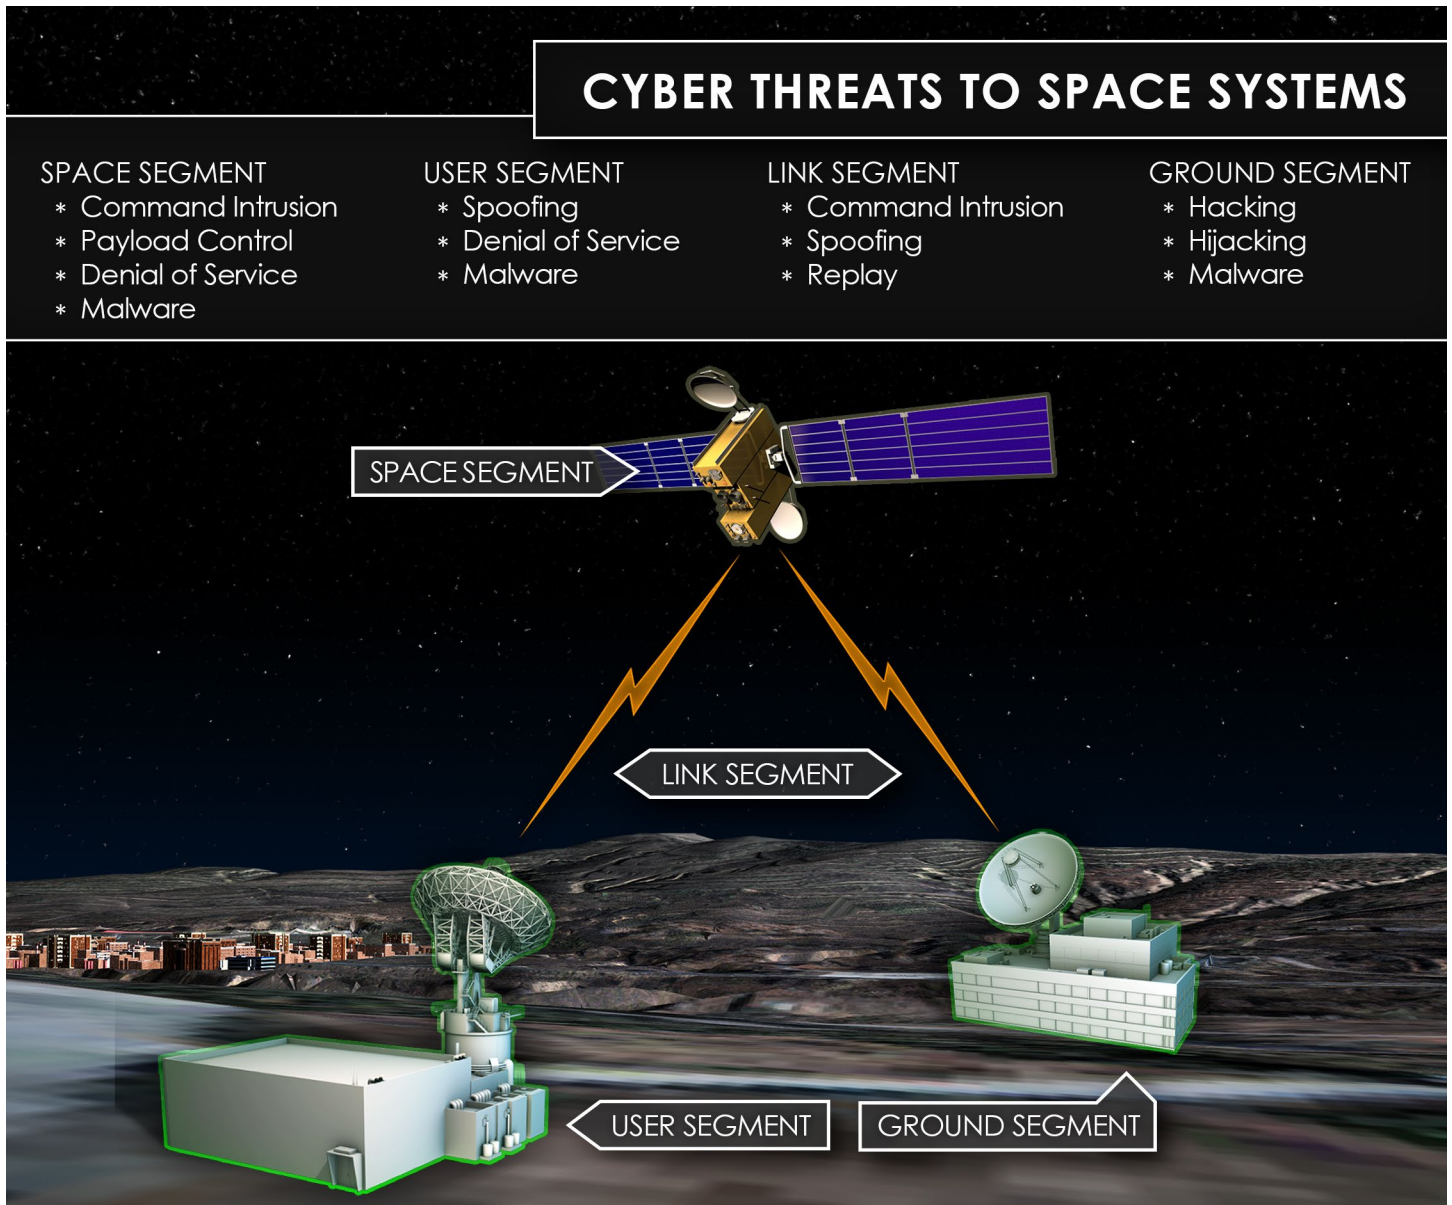 CYBER THREATS TO SPACE SYSTEMS
SPACE SEGMENT
* Command Intrusion
* Payload Control
* Denial of Service
* Malware
USER SEGMENT
* Spoofing
* Denial of Service
* Malware
LINK SEGMENT
* Command Intrusion
* Spoofing
* Replay
GROUND SEGMENT
* Hacking
* Hijacking
* Malware
SPACE SEGMENT
LINK SEGMENT
USER SEGMENT
GROUND SEGMENT